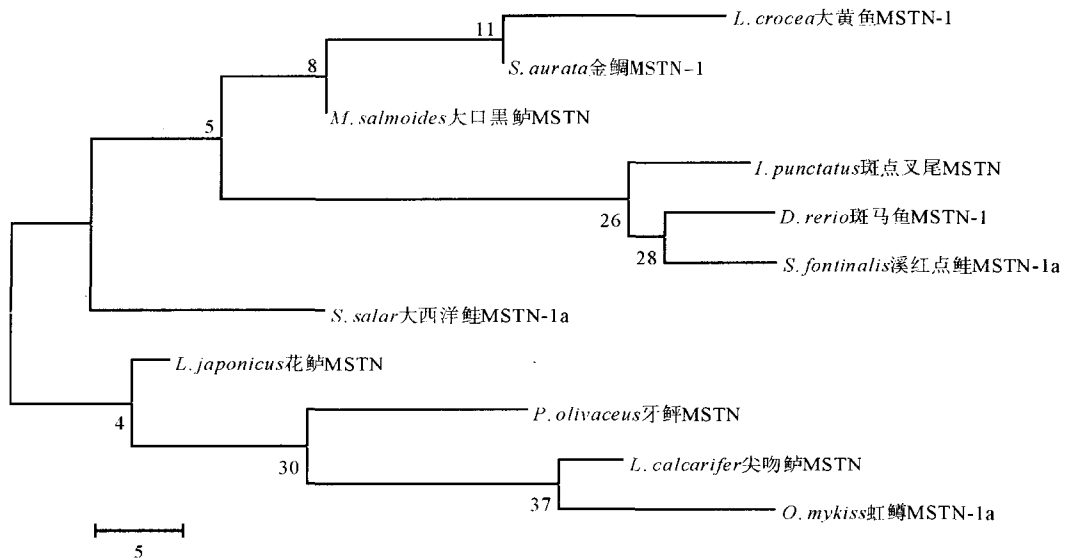 L.crocea大黄鱼MSTN-1
11
S.aurata金鲷MSTN-1
8
M.salmoides大口黑鲈MSTN
5
I.punctatus斑点叉尾MSTN
26
D.rerio斑马鱼MSTN-1
28
S.fontinalis溪红点鲑MSTN-1a
S.salar大西洋鲑MSTN-1a
L.japonicus花鲈MSTN
4
P.olivaceus牙鲆MSTN
30
L.calcarifer尖吻鲈MSTN
37
O.mykiss虹鳟MSTN-1a
5